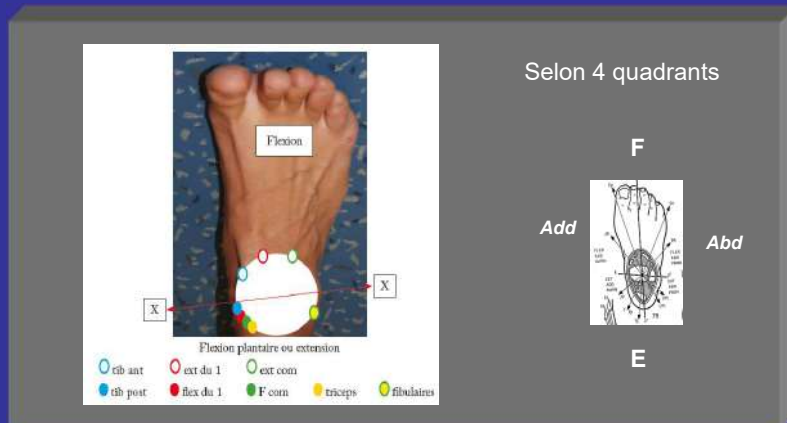 Selon 4 quadrants
Flexion
F
Add
Abd
X
X
E
Flexion plantaire ou extension
tib ant
ext du 1
ext com
tib post
flex du 1
F com
triceps
fibulaires